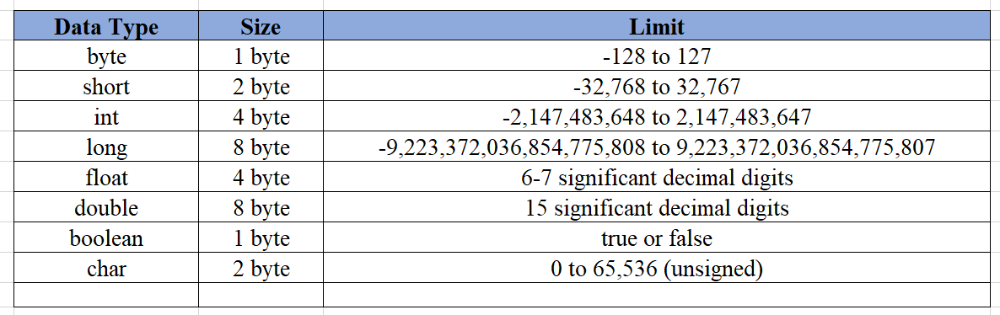 Data Type Size Limit
byte 1 byte -128 to 127
short 2 byte -32,768 to 32,767
int 4 byte -2,147,483,648 to 2,147,483,647
long 8 byte -9,223,372,036,854,775,808 to 9,223,372,036,854,775,807
float 4 byte 6-7 significant decimal digits
double 8 byte 15 significant decimal digits
boolean 1 byte true or false
char 2 byte 0 to 65,536 (unsigned)